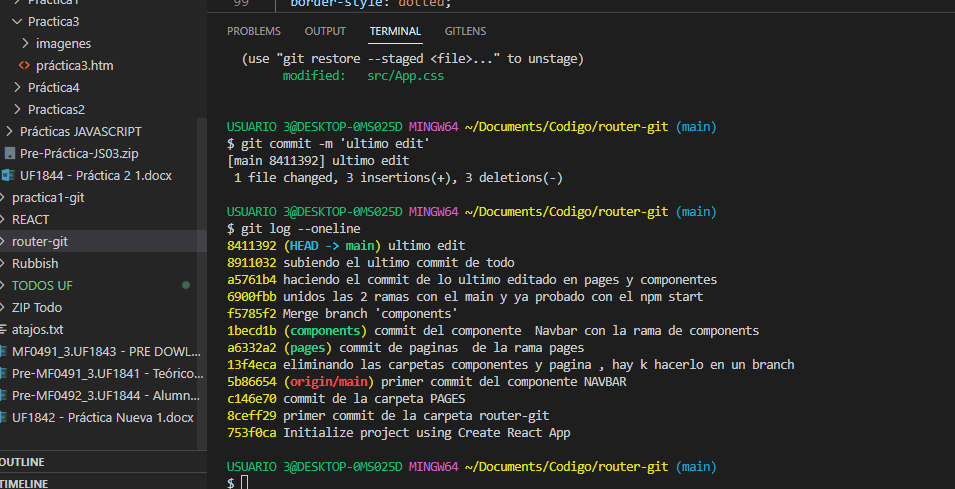 Practica1
Practica3
imagenes
práctica3.htm
Práctica4
Practicas2
Prácticas JAVASCRIPT
Pre-Práctica-JS03.zip
UF1844 - Práctica 2 1.docx
practica1-git
REACT
router-git
Rubbish
TODOS UF
ZIP Todo
atajos.txt
MF0491_3.UF1843 - PRE DOWL...
Pre-MF0491_3.UF1841 - Teórico...
Pre-MF0492_3.UF1844 - Alumn...
UF1842 - Práctica Nueva 1.docx
OUTLINE
TIMELINE
99 border-style: dotted;
PROBLEMS OUTPUT TERMINAL GITLENS
(use "git restore --staged <file>..." to unstage)
modified: src/App.css
USUARIO 3@DESKTOP-0MS025D MINGW64 ~/Documents/Codigo/router-git (main)
$ git commit -m 'ultimo edit'
[main 8411392] ultimo edit
1 file changed, 3 insertions(+), 3 deletions(-)
USUARIO 3@DESKTOP-0MS025D MINGW64 ~/Documents/Codigo/router-git (main)
$ git log --oneline
8411392 (HEAD -> main) ultimo edit
8911032 subiendo el ultimo commit de todo
a5761b4 haciendo el commit de lo ultimo editado en pages y componentes
6900fbb unidos las 2 ramas con el main y ya probado con el npm start
f5785f2 Merge branch 'components'
1becd1b (components) commit del componente  Navbar con la rama de components
a6332a2 (pages) commit de paginas  de la rama pages
13f4eca eliminando las carpetas componentes y pagina , hay k hacerlo en un branch
5b86654 (origin/main) primer commit del componente NAVBAR
c146e70 commit de la carpeta PAGES
8ceff29 primer commit de la carpeta router-git
753f0ca Initialize project using Create React App
USUARIO 3@DESKTOP-0MS025D MINGW64 ~/Documents/Codigo/router-git (main)
$